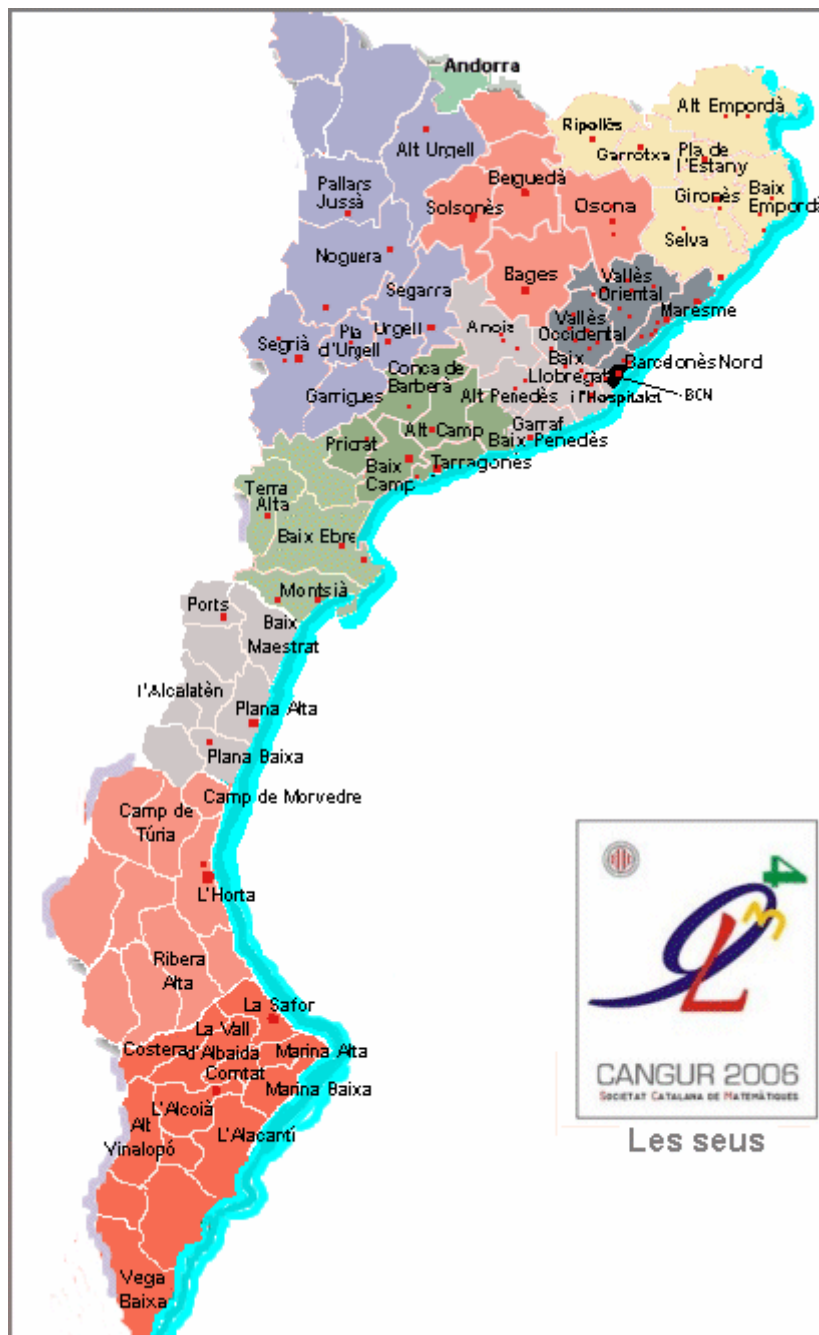 Andorra
Alt Empordà
Ripollès
Alt Urgell
Garrotxa
Pla de
l'Estany
Pallars
Jussà
Berguedà
Solsonès
Osona
Gironès
Baix
Empordà
Selva
Noguera
Bages
Vallès
Oriental
Segarra
Maresme
Anoia
Vallès
Occidental
Segrià
Pla
d'Urgell
Urgell
Conca de
Barberà
Baix
Llobregat
Barcelonès Nord
i l'Hospitalet
BCN
Garrigues
Alt Penedès
Garraf
Alt Camp
Baix Penedès
Pricrat
Baix
Camp
Tarragonès
Terra
Alta
Baix Ebre
Montsià
Ports
Baix
Maestrat
l'Alcalatèn
Plana Alta
Plana Baixa
Camp de Morvedre
Camp de
Túria
L'Horta
Ribera
Alta
La Safor
La Vall
d'Albaida
Costera
Marina Alta
Comtat
Marina Baixa
L'Alcoià
Alt
Vinalopó
L'Alacantí
Vega
Baixa
CANGUR 2006
SOCIETAT CATALANA DE MATEMÀTIQUES
Les seus